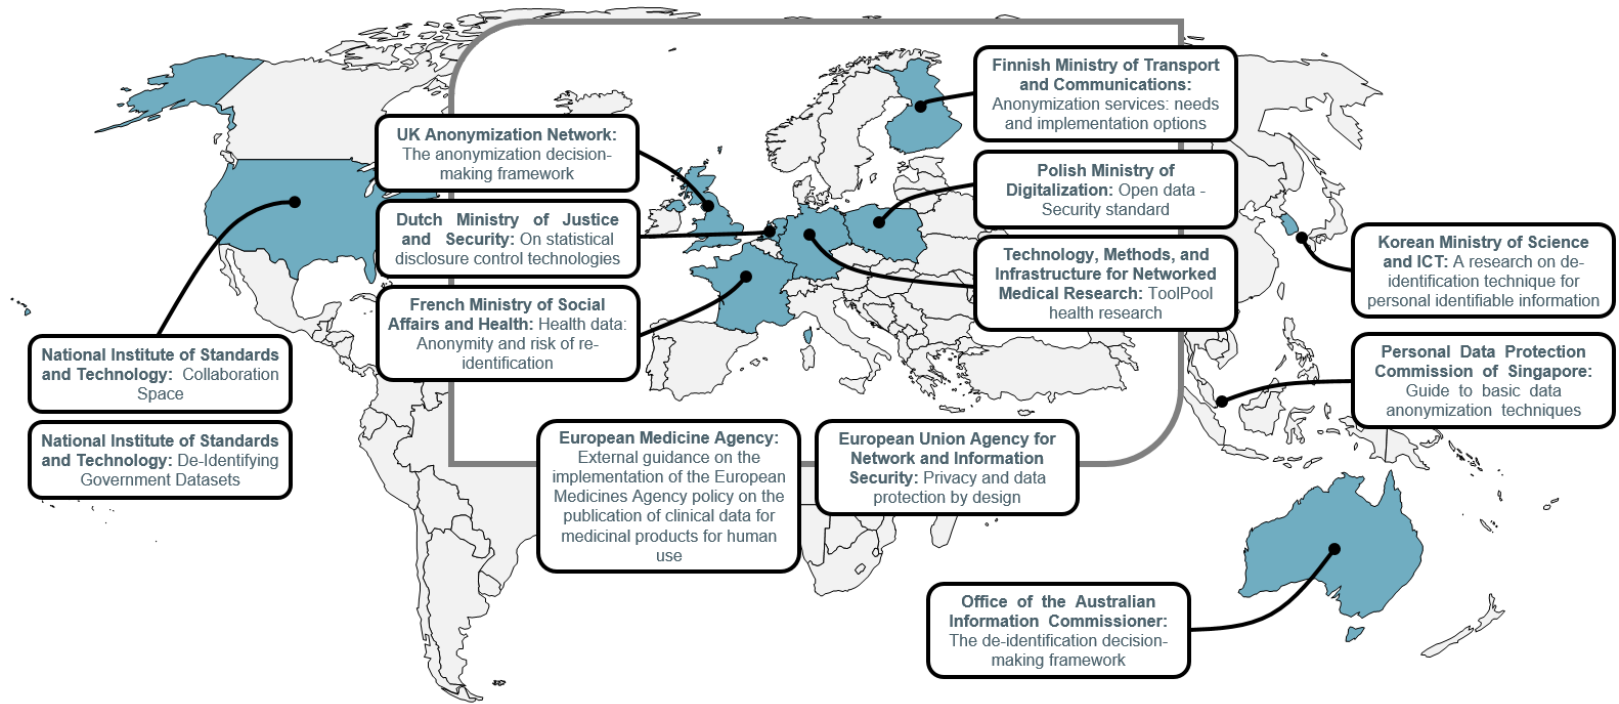 UK Anonymization Network:
The anonymization decision-
making framework
Dutch Ministry of Justice
and Security: On statistical
disclosure control technologies
French Ministry of Social
Affairs and Health: Health data:
Anonymity and risk of re-
identification
Finnish Ministry of Transport
and Communications:
Anonymization services: needs
and implementation options
Polish Ministry of
Digitalization: Open data -
Security standard
Technology, Methods, and
Infrastructure for Networked
Medical Research: ToolPool
health research
Korean Ministry of Science
and ICT: A research on de-
identification technique for
personal identifiable information
Personal Data Protection
Commission of Singapore:
Guide to basic data
anonymization techniques
National Institute of Standards
and Technology: Collaboration
Space
National Institute of Standards
and Technology: De-Identifying
Government Datasets
European Medicine Agency:
External guidance on the
implementation of the European
Medicines Agency policy on the
publication of clinical data for
medicinal products for human
use
European Union Agency for
Network and Information
Security: Privacy and data
protection by design
Office of the Australian
Information Commissioner:
The de-identification decision-
making framework